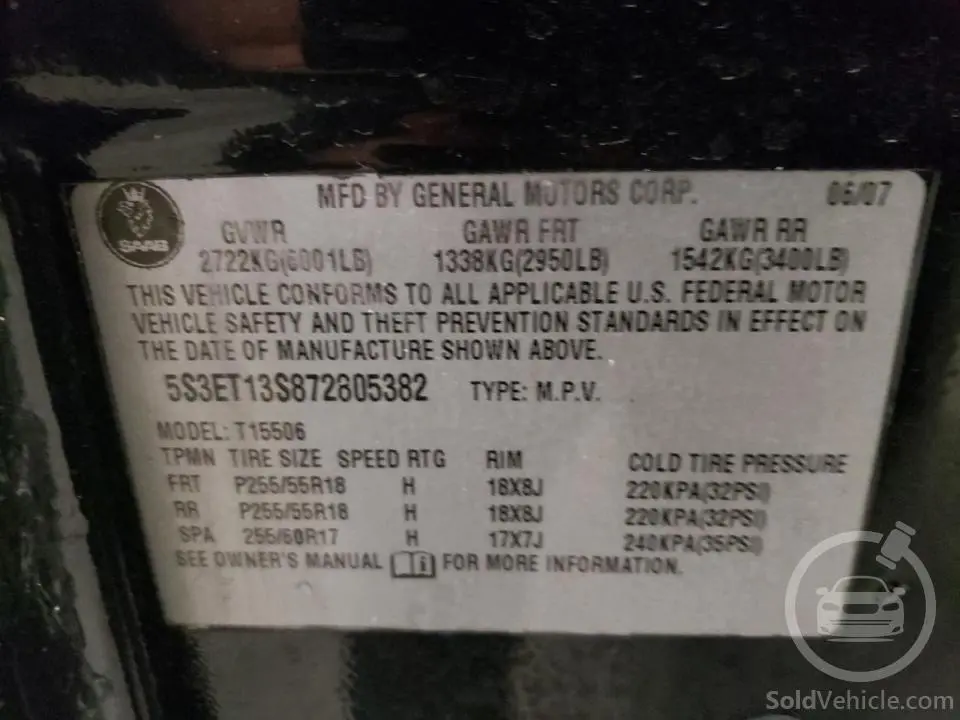 MFD BY GENERAL MOTORS CORP. 06/07
SAAB
GVWR GAWR FRT GAWR RR
2722KG(6001LB) 1338KG(2950LB) 1542KG(3400LB)
THIS VEHICLE CONFORMS TO ALL APPLICABLE U.S. FEDERAL MOTOR
VEHICLE SAFETY AND THEFT PREVENTION STANDARDS IN EFFECT ON
THE DATE OF MANUFACTURE SHOWN ABOVE.
5S3ET13S872805382 TYPE: M.P.V.
MODEL: T15506
TPMN TIRE SIZE SPEED RTG RIM COLD TIRE PRESSURE
FRT P255/55R18 H 18X8J 220KPA(32PSI)
RR P255/55R18 H 18X8J 220KPA(32PSI)
SPA 255/60R17 H 17X7J 240KPA(35PSI)
SEE OWNER'S MANUAL FOR MORE INFORMATION.
SoldVehicle.com